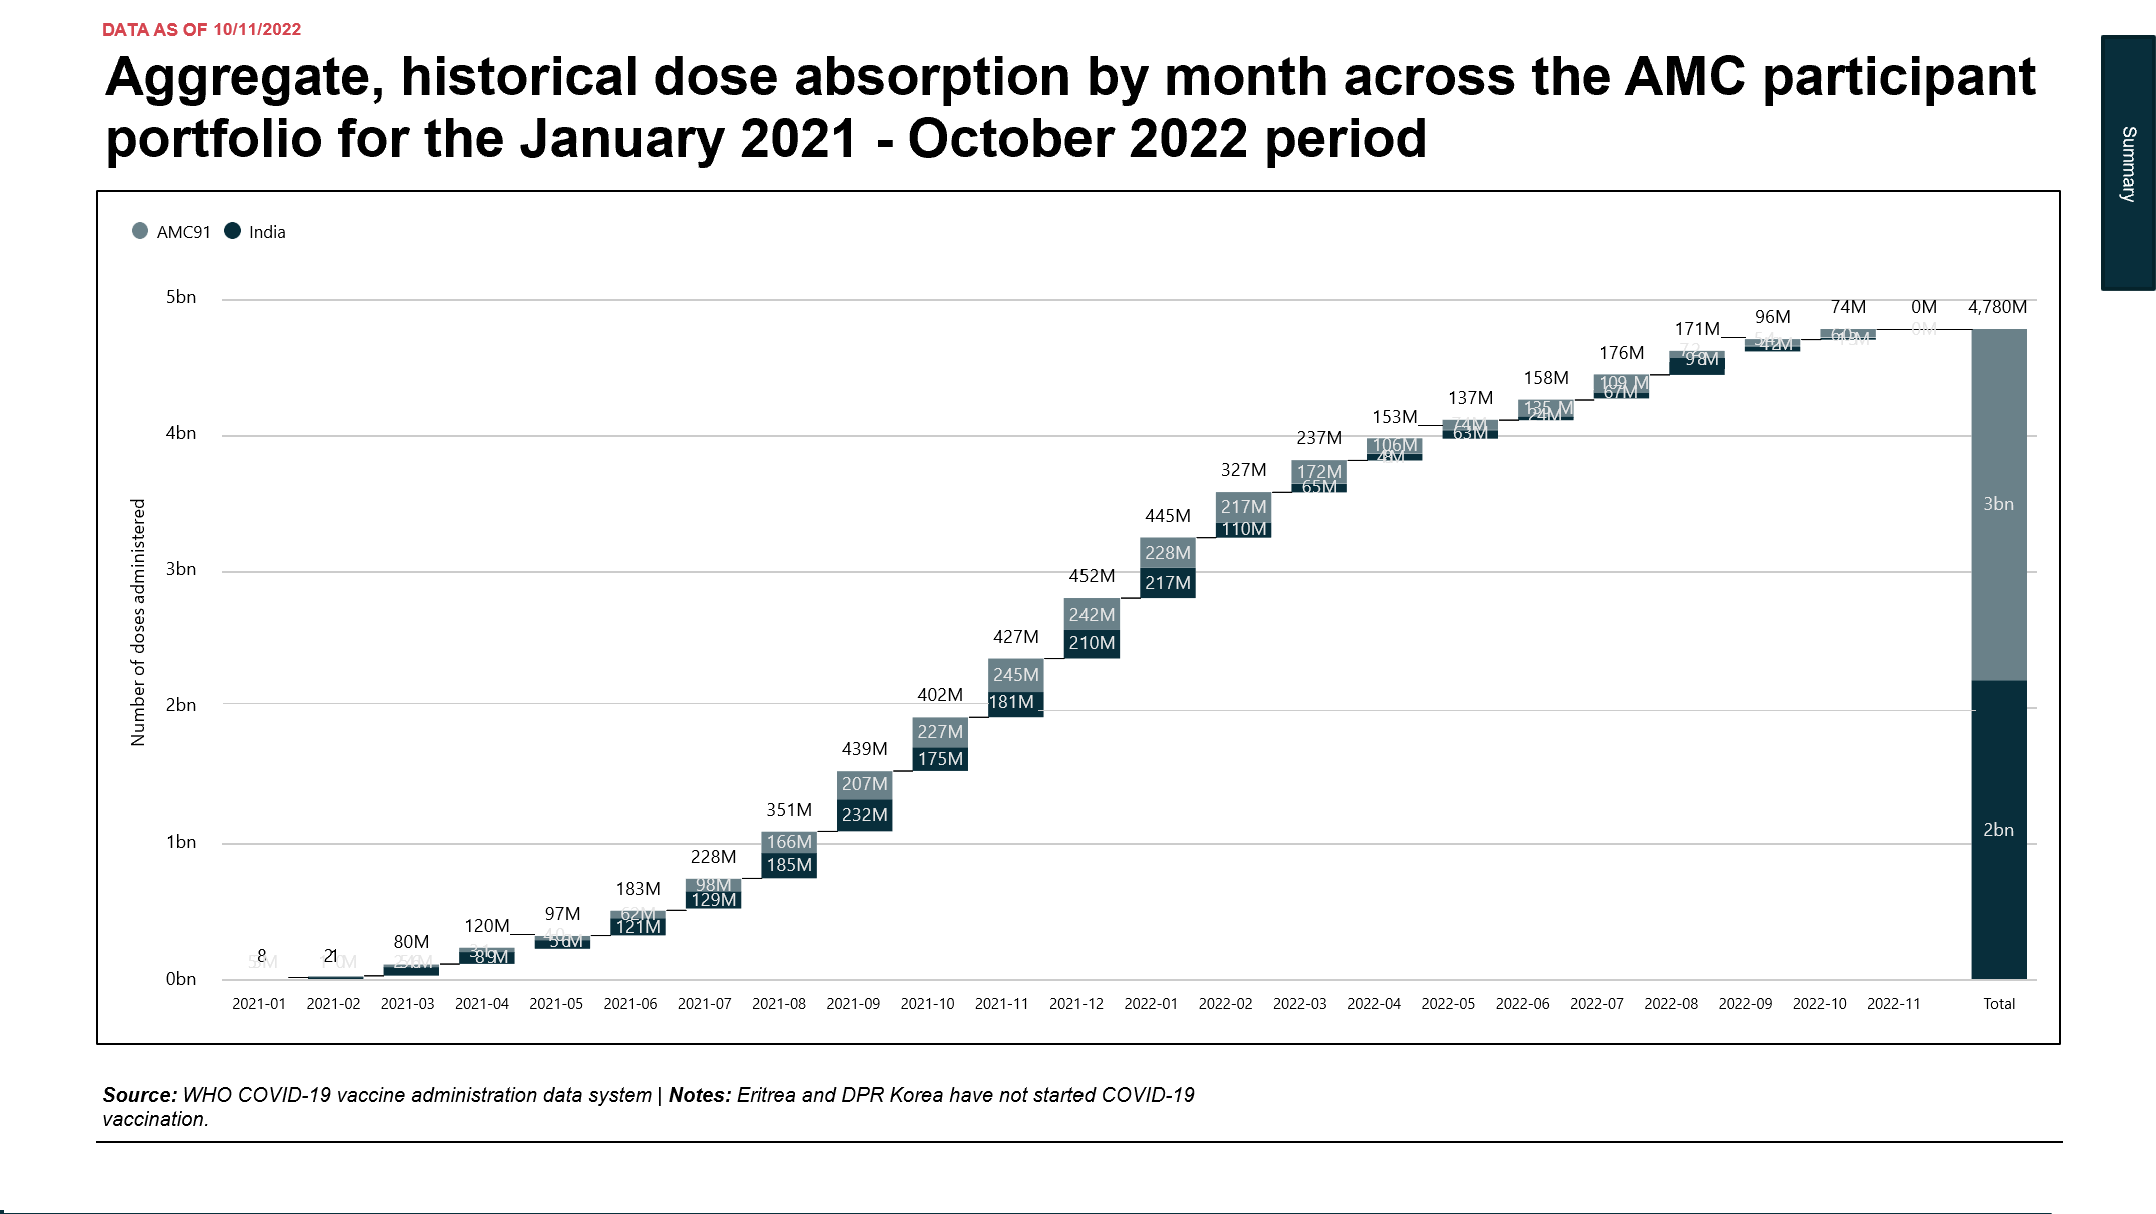 DATA AS OF 10/11/2022
Aggregate, historical dose absorption by month across the AMC participant
portfolio for the January 2021 - October 2022 period
Summary
AMC91 India
Number of doses administered
5bn
4bn
3bn
2bn
1bn
0bn
8
21
80M
120M
89M
97M
183M
62M
121M
228M
98M
129M
351M
166M
185M
439M
207M
232M
402M
227M
175M
427M
245M
181M
452M
242M
210M
445M
228M
217M
327M
217M
110M
237M
172M
65M
153M
106M
137M
74M
63M
158M
135 M
24M
176M
109 M
67M
171M
96M
74M
0M
0M
4,780M
3bn
2bn
2021-01 2021-02 2021-03 2021-04 2021-05 2021-06 2021-07 2021-08 2021-09 2021-10 2021-11 2021-12 2022-01 2022-02 2022-03 2022-04 2022-05 2022-06 2022-07 2022-08 2022-09 2022-10 2022-11 Total
Source: WHO COVID-19 vaccine administration data system | Notes: Eritrea and DPR Korea have not started COVID-19
vaccination.